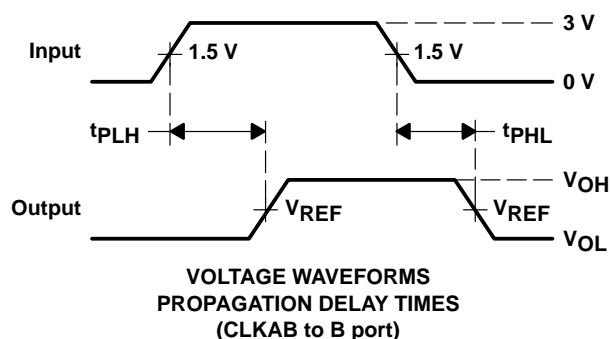 3 V
Input
1.5 V
1.5 V
0 V
tPLH
tPHL
VOH
Output
VREF
VREF
VOL
VOLTAGE WAVEFORMS
PROPAGATION DELAY TIMES
(CLKAB to B port)